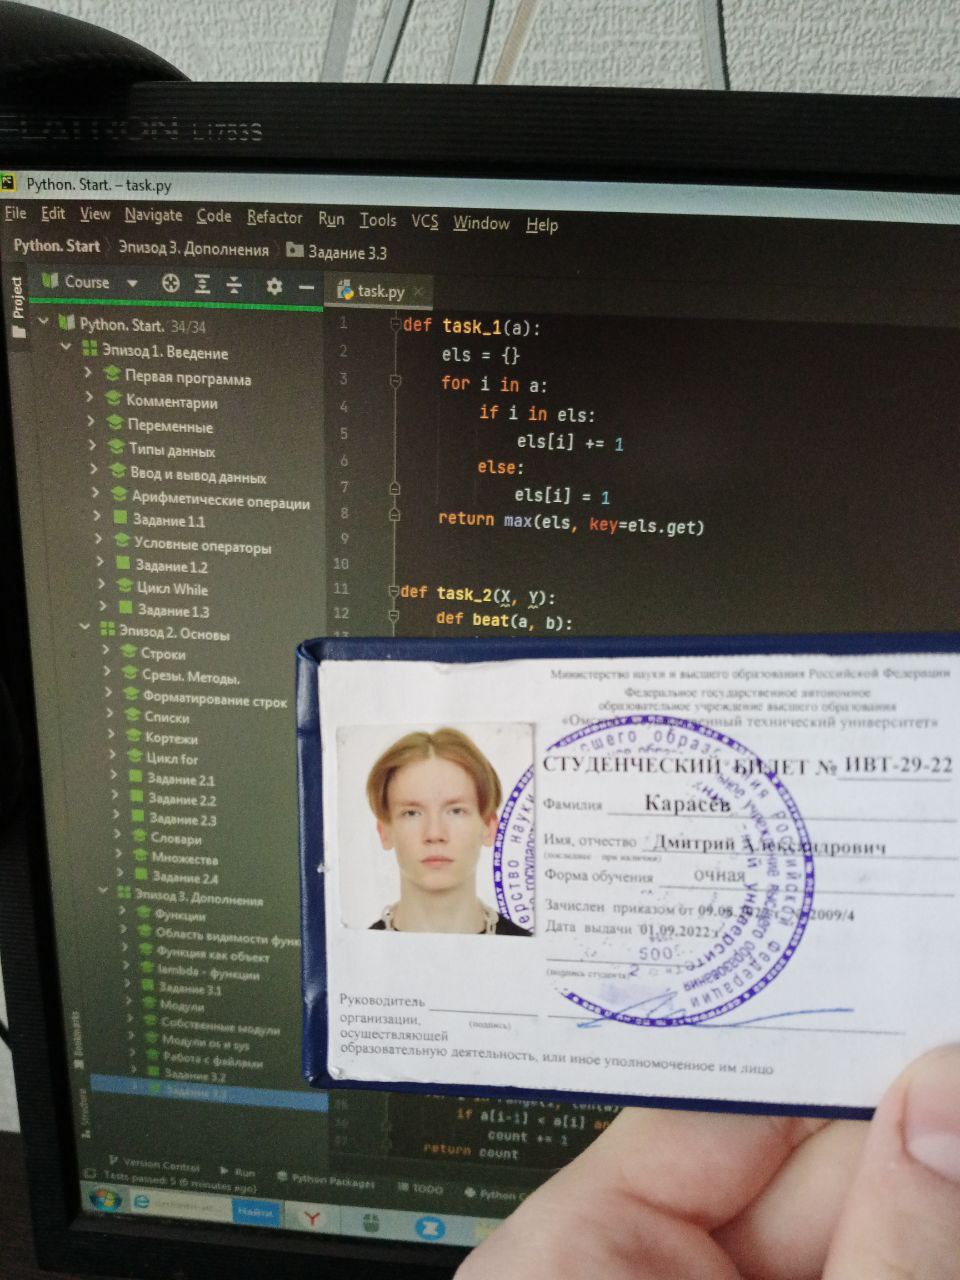 FLATRON L1753S
Python. Start. – task.py
File Edit View Navigate Code Refactor Run Tools VCS Window Help
Python. Start
Эпизод 3. Дополнения
Задание 3.3
Project
Course
task.py
Python. Start. 34/34
Эпизод 1. Введение
Первая программа
Комментарии
Переменные
Типы данных
Ввод и вывод данных
Арифметические операции
Задание 1.1
Условные операторы
Задание 1.2
Цикл While
Задание 1.3
Эпизод 2. Основы
Строки
Срезы. Методы.
Форматирование строк
Списки
Кортежи
Цикл for
Задание 2.1
Задание 2.2
Задание 2.3
Словари
Множества
Задание 2.4
Эпизод 3. Дополнения
Функции
Область видимости функ
Функция как объект
lambda - функции
Задание 3.1
Модули
Собственные модули
Модули os и sys
Работа с файлами
Задание 3.2
Задание 3.3
1 def task_1(a):
2 els = {}
3 for i in a:
4 if i in els:
5 els[i] += 1
6 else:
7 els[i] = 1
8 return max(els, key=els.get)
9
10
11 def task_2(X, Y):
12 def beat(a, b):
Министерство науки и высшего образования Российской Федерации
Федеральное государственное автономное
образовательное учреждение высшего образования
«Омский государственный технический университет»
СТУДЕНЧЕСКИЙ БИЛЕТ № ИВТ-29-22
Фамилия Карасёв
Имя, отчество Дмитрий Александрович
(последнее - при наличии)
Форма обучения очная
Зачислен приказом от 09.08.2022 г. № 2009/4
Дата выдачи 01.09.2022 г.
(подпись студента)
Руководитель
(подпись)
организации,
осуществляющей
образовательную деятельность, или иное уполномоченное им лицо
if a[i-1] < a[i] an
count += 1
return count
Bookmarks
Structure
Version Control Run Python Packages TODO Python Co
Tests passed: 5 (6 minutes ago)
Найти